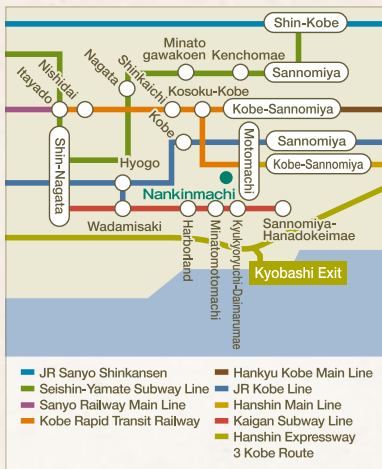 Shin-Kobe
Minato
gawakoen
Kenchomae
Sannomiya
Nagata
Shinkaichi
Nishidai
Itayado
Kosoku-Kobe
Kobe-Sannomiya
Kobe
Motomachi
Sannomiya
Shin-Nagata
Hyogo
Kobe-Sannomiya
Nankinmachi
Wadamisaki
Harborland
Minatomotomachi
Kyukyoryuchi-Daimarumae
Sannomiya-
Hanadokeimae
Kyobashi Exit
JR Sanyo Shinkansen
Seishin-Yamate Subway Line
Sanyo Railway Main Line
Kobe Rapid Transit Railway
Hankyu Kobe Main Line
JR Kobe Line
Hanshin Main Line
Kaigan Subway Line
Hanshin Expressway
3 Kobe Route